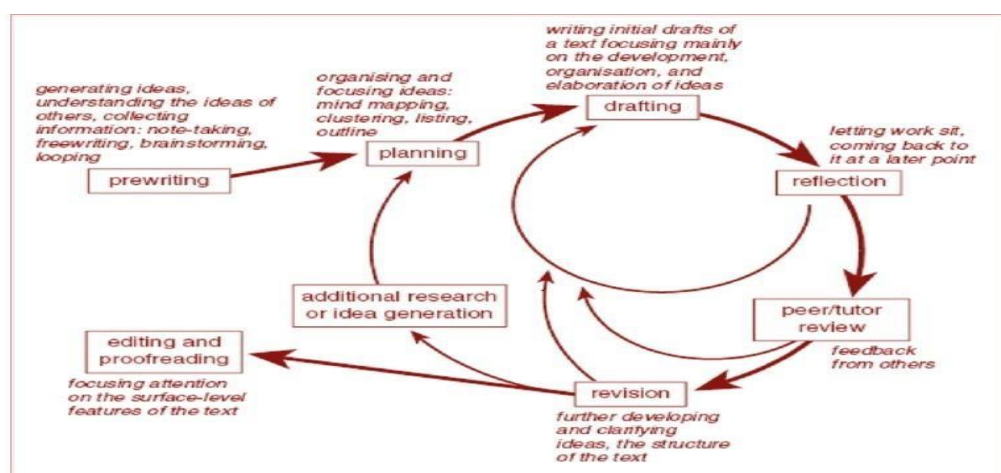 generating ideas,
understanding the ideas of
others, collecting
information: note-taking,
freewriting, brainstorming,
looping
prewriting
organising and
focusing ideas:
mind mapping,
clustering, listing,
outline
planning
writing initial drafts of
a text focusing mainly
on the development,
organisation, and
elaboration of ideas
drafting
letting work sit,
coming back to
it at a later point
reflection
peer/tutor
review
feedback
from others
revision
further developing
and clarifying
ideas, the structure
of the text
additional research
or idea generation
editing and
proofreading
focusing attention
on the surface-level
features of the text